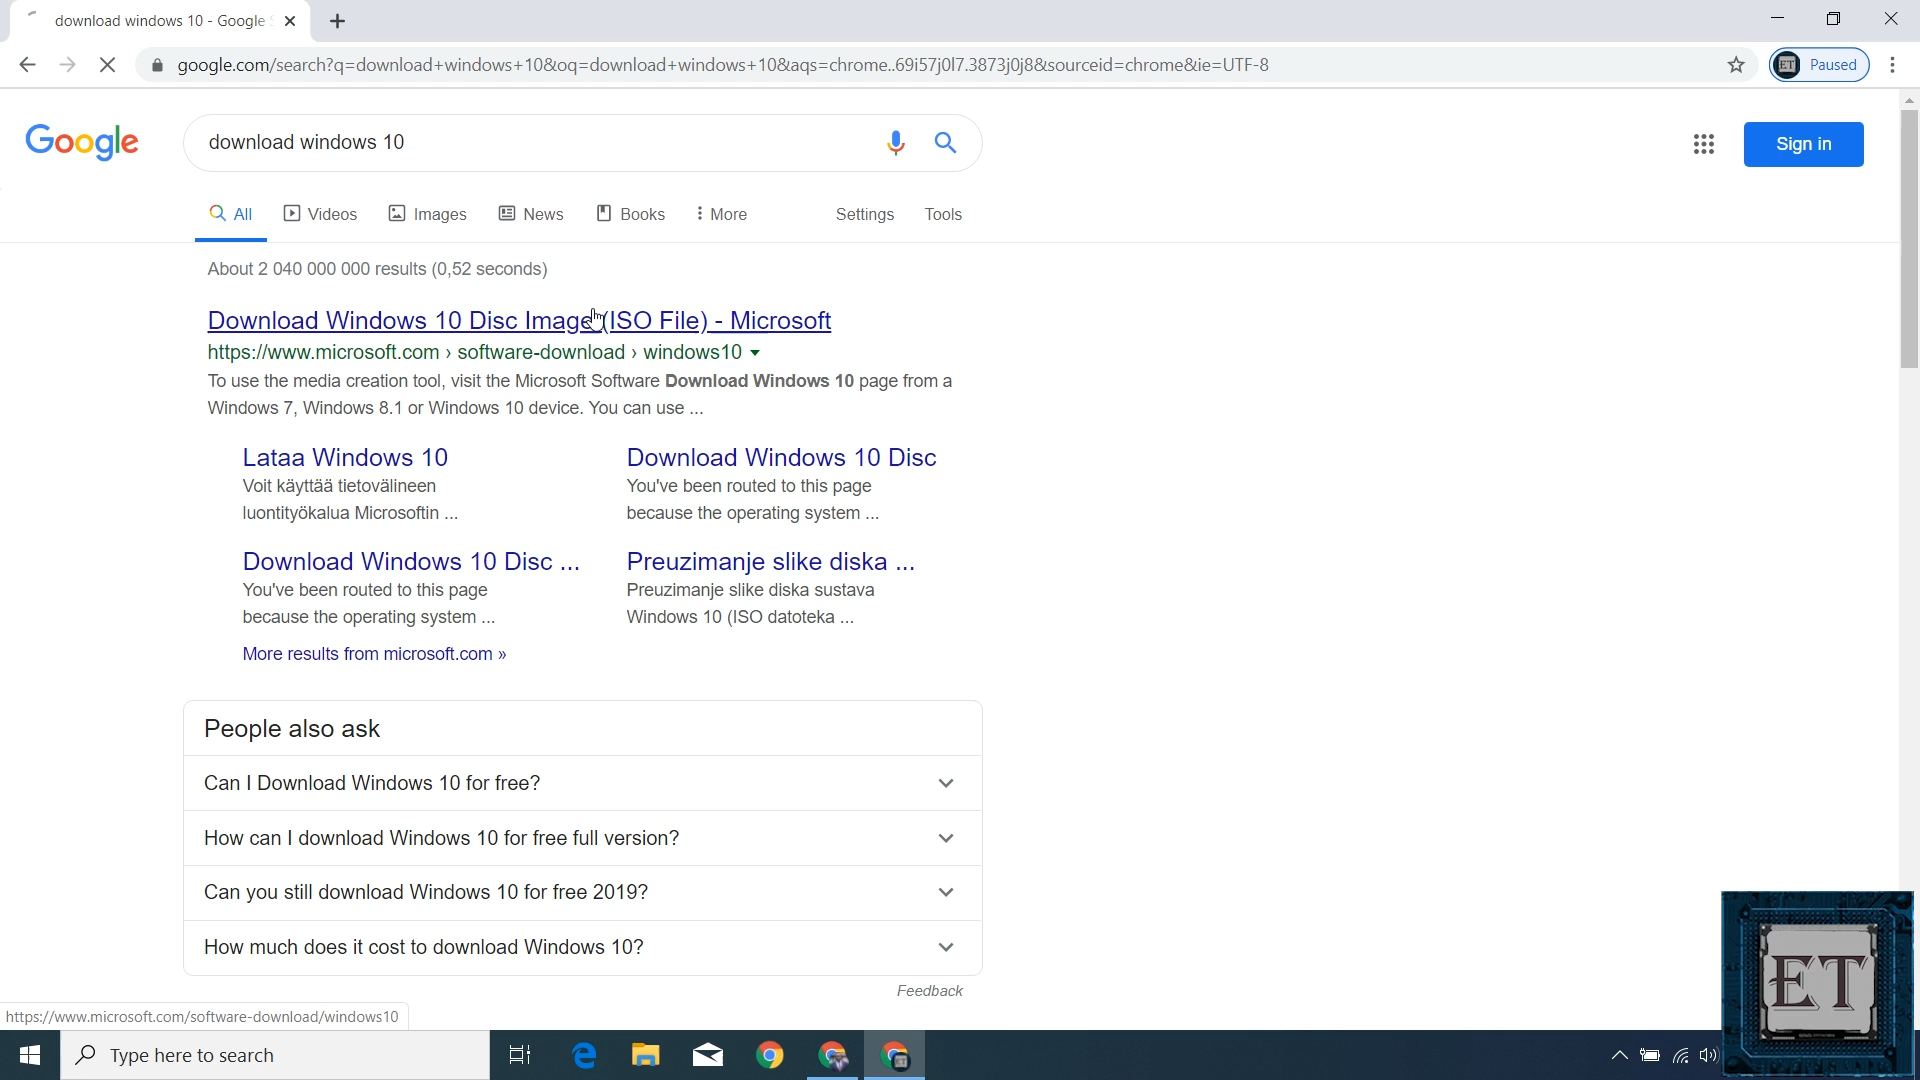 download windows 10 - Google S
google.com/search?q=download+windows+10&oq=download+windows+10&aqs=chrome..69i57j0l7.3873j0j8&sourceid=chrome&ie=UTF-8
ET
Paused
Google
download windows 10
Sign in
All
Videos
Images
News
Books
More
Settings
Tools
About 2 040 000 000 results (0,52 seconds)
Download Windows 10 Disc Image (ISO File) - Microsoft
https://www.microsoft.com › software-download › windows10
To use the media creation tool, visit the Microsoft Software Download Windows 10 page from a
Windows 7, Windows 8.1 or Windows 10 device. You can use ...
Lataa Windows 10
Voit käyttää tietovälineen
luontityökalua Microsoftin ...
Download Windows 10 Disc
You've been routed to this page
because the operating system ...
Download Windows 10 Disc ...
You've been routed to this page
because the operating system ...
Preuzimanje slike diska ...
Preuzimanje slike diska sustava
Windows 10 (ISO datoteka ...
More results from microsoft.com »
People also ask
Can I Download Windows 10 for free?
How can I download Windows 10 for free full version?
Can you still download Windows 10 for free 2019?
How much does it cost to download Windows 10?
Feedback
https://www.microsoft.com/software-download/windows10
Type here to search
ET